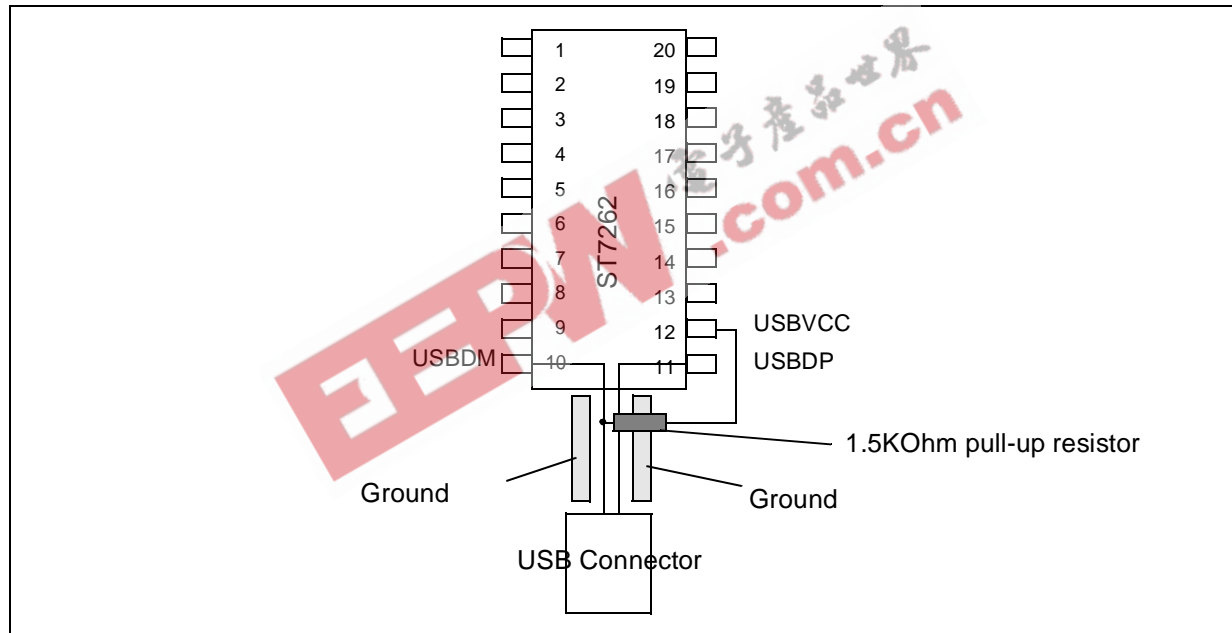 1 20
2 19
3 18
4 17
5 16
6 15
7 14
8 13
9 12
10 11
ST7262
USBVCC
USBDM
USBDP
1.5KOhm pull-up resistor
Ground
Ground
USB Connector
EEPW
電子產品世界
.com.cn